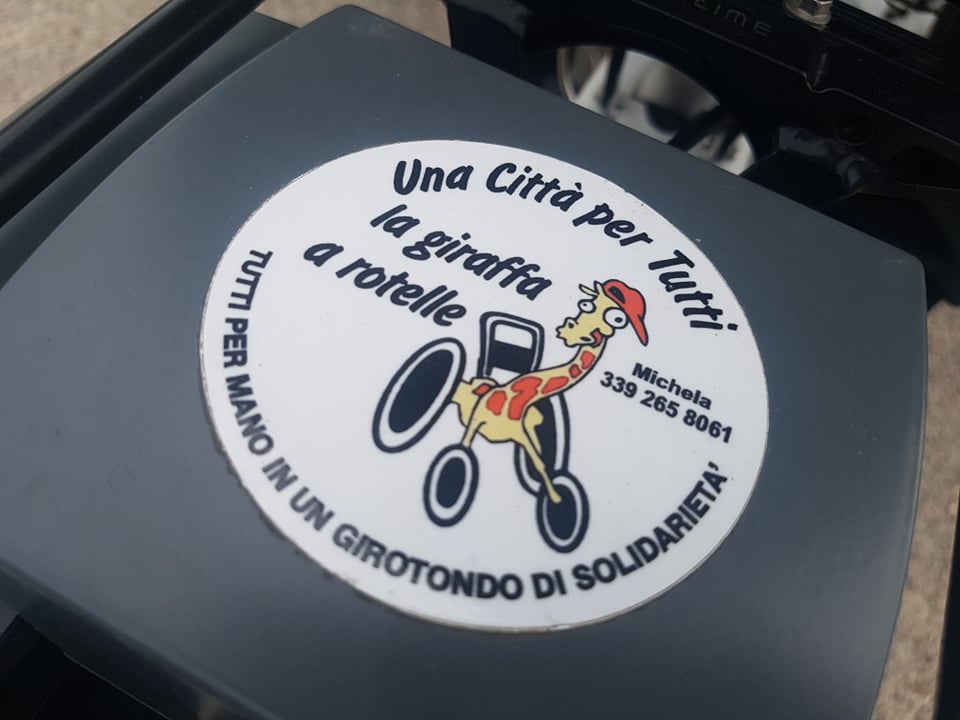 Una Città per Tutti
la giraffa
a rotelle
Michela
339 265 8061
TUTTI PER MANO IN UN GIROTONDO DI SOLIDARIETA'